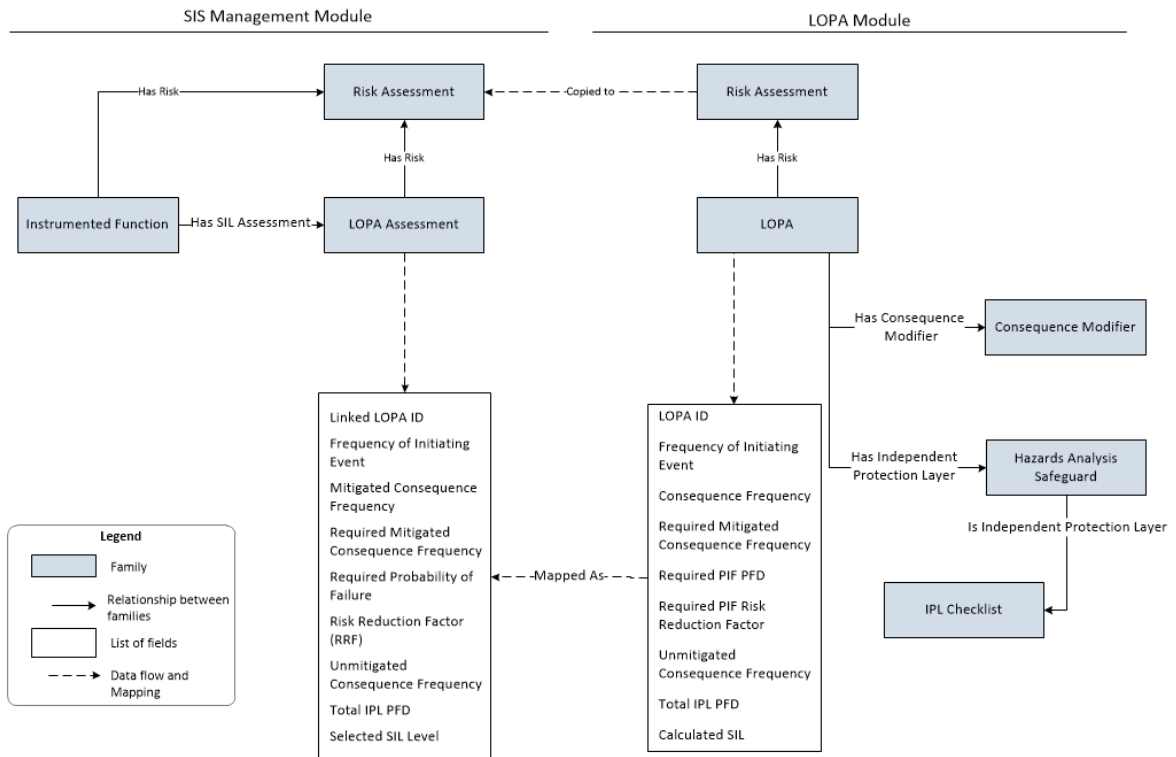 SIS Management Module
LOPA Module
Risk Assessment
Has Risk
Copied to
Risk Assessment
Has Risk
Has Risk
Instrumented Function
Has SIL Assessment
LOPA Assessment
LOPA
Has Consequence
Modifier
Consequence Modifier
Linked LOPA ID
Frequency of Initiating
Event
Mitigated Consequence
Frequency
Required Mitigated
Consequence Frequency
Required Probability of
Failure
Risk Reduction Factor
(RRF)
Unmitigated
Consequence Frequency
Total IPL PFD
Selected SIL Level
Mapped As
LOPA ID
Frequency of Initiating
Event
Consequence Frequency
Required Mitigated
Consequence Frequency
Required PIF PFD
Required PIF Risk
Reduction Factor
Unmitigated
Consequence Frequency
Total IPL PFD
Calculated SIL
Has Independent
Protection Layer
Hazards Analysis
Safeguard
Is Independent Protection Layer
IPL Checklist
Legend
Family
Relationship between
families
List of fields
Data flow and
Mapping